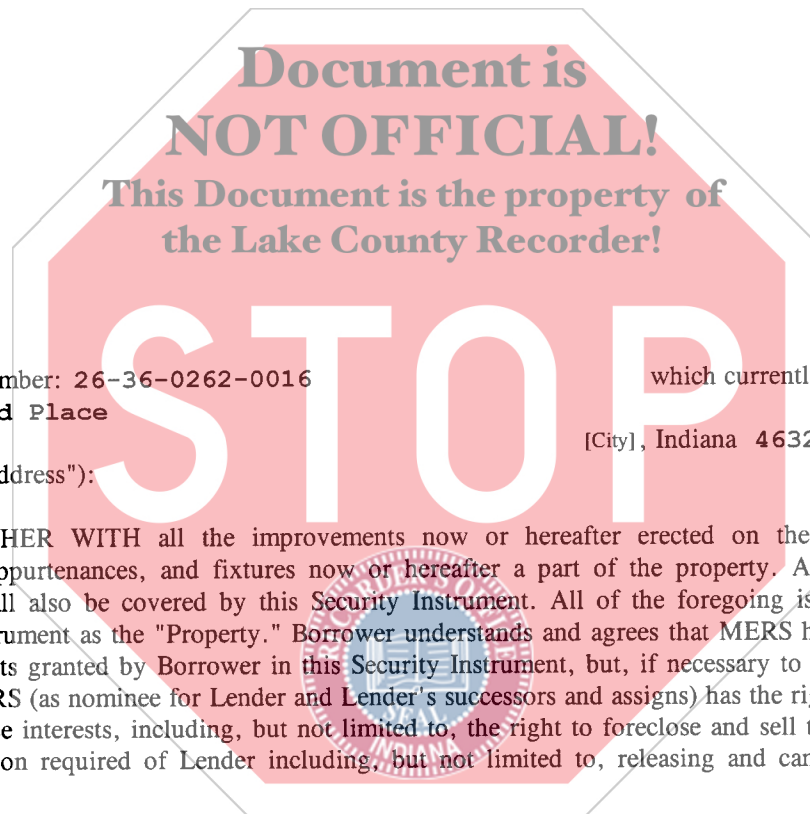 Document is
NOT OFFICIAL!
This Document is the property of
the Lake County Recorder!
STOP
mber: 26-36-0262-0016 which currentl
d Place
[City], Indiana 4632
ddress"):
HER WITH all the improvements now or hereafter erected on the
ppurtenances, and fixtures now or hereafter a part of the property. A
ll also be covered by this Security Instrument. All of the foregoing is
rument as the "Property." Borrower understands and agrees that MERS h
ts granted by Borrower in this Security Instrument, but, if necessary to
RS (as nominee for Lender and Lender's successors and assigns) has the rig
e interests, including, but not limited to, the right to foreclose and sell t
on required of Lender including, but not limited to, releasing and can
RECORDER'S OFFICE
SEAL
INDIANA